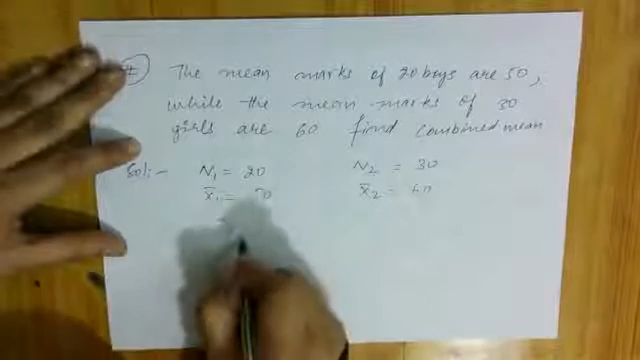 # The mean marks of 20 boys are 50,
while the mean marks of 30
girls are 60 find combined mean
Sol:- N₁ = 20 N₂ = 30
x̄₁ = 50 x̄₂ = 60